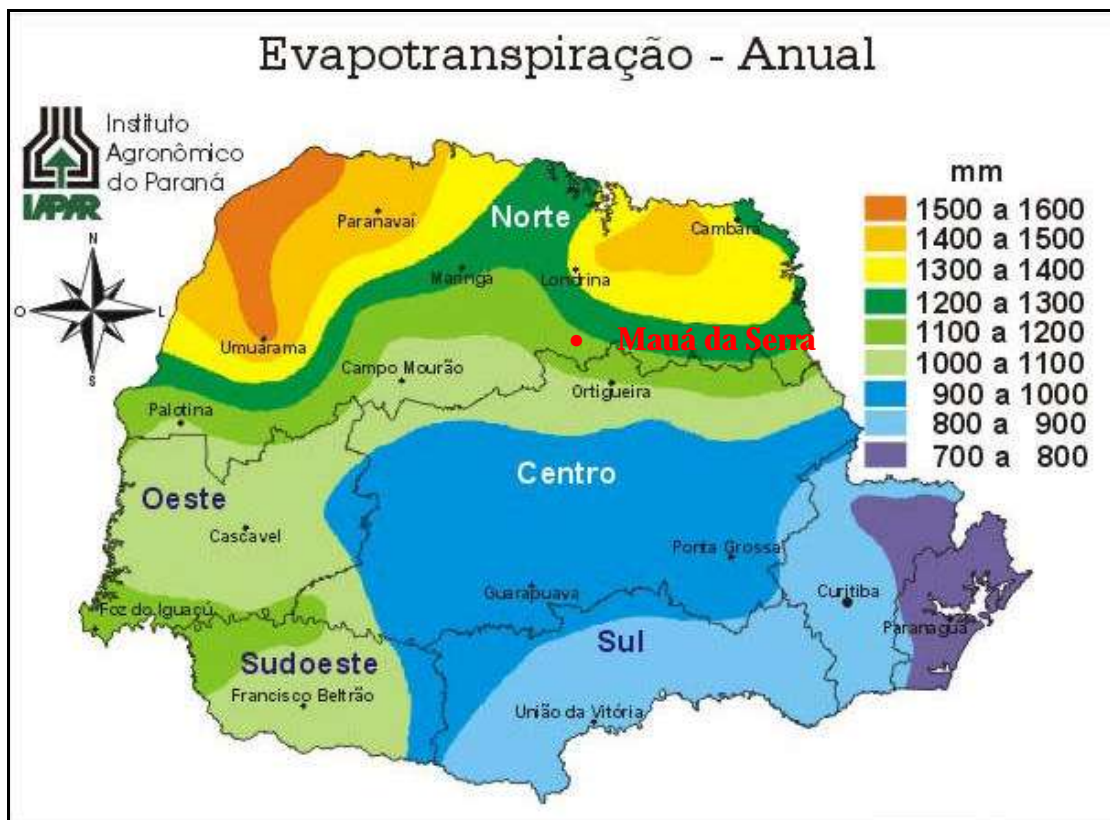 Evapotranspiração - Anual
Instituto
Agronômico
do Paraná
IAPAR
N
O
L
S
mm
1500 a 1600
1400 a 1500
1300 a 1400
1200 a 1300
1100 a 1200
1000 a 1100
900 a 1000
800 a 900
700 a 800
Paranavaí
Norte
Cambará
Maringá
Londrina
Umuarama
• Mauá da Serra
Campo Mourão
Ortigueira
Palotina
Centro
Oeste
Cascavel
Ponta Grossa
Guarapuava
Curitiba
Foz do Iguaçú
Paranaguá
Sul
Sudoeste
Francisco Beltrão
União da Vitória